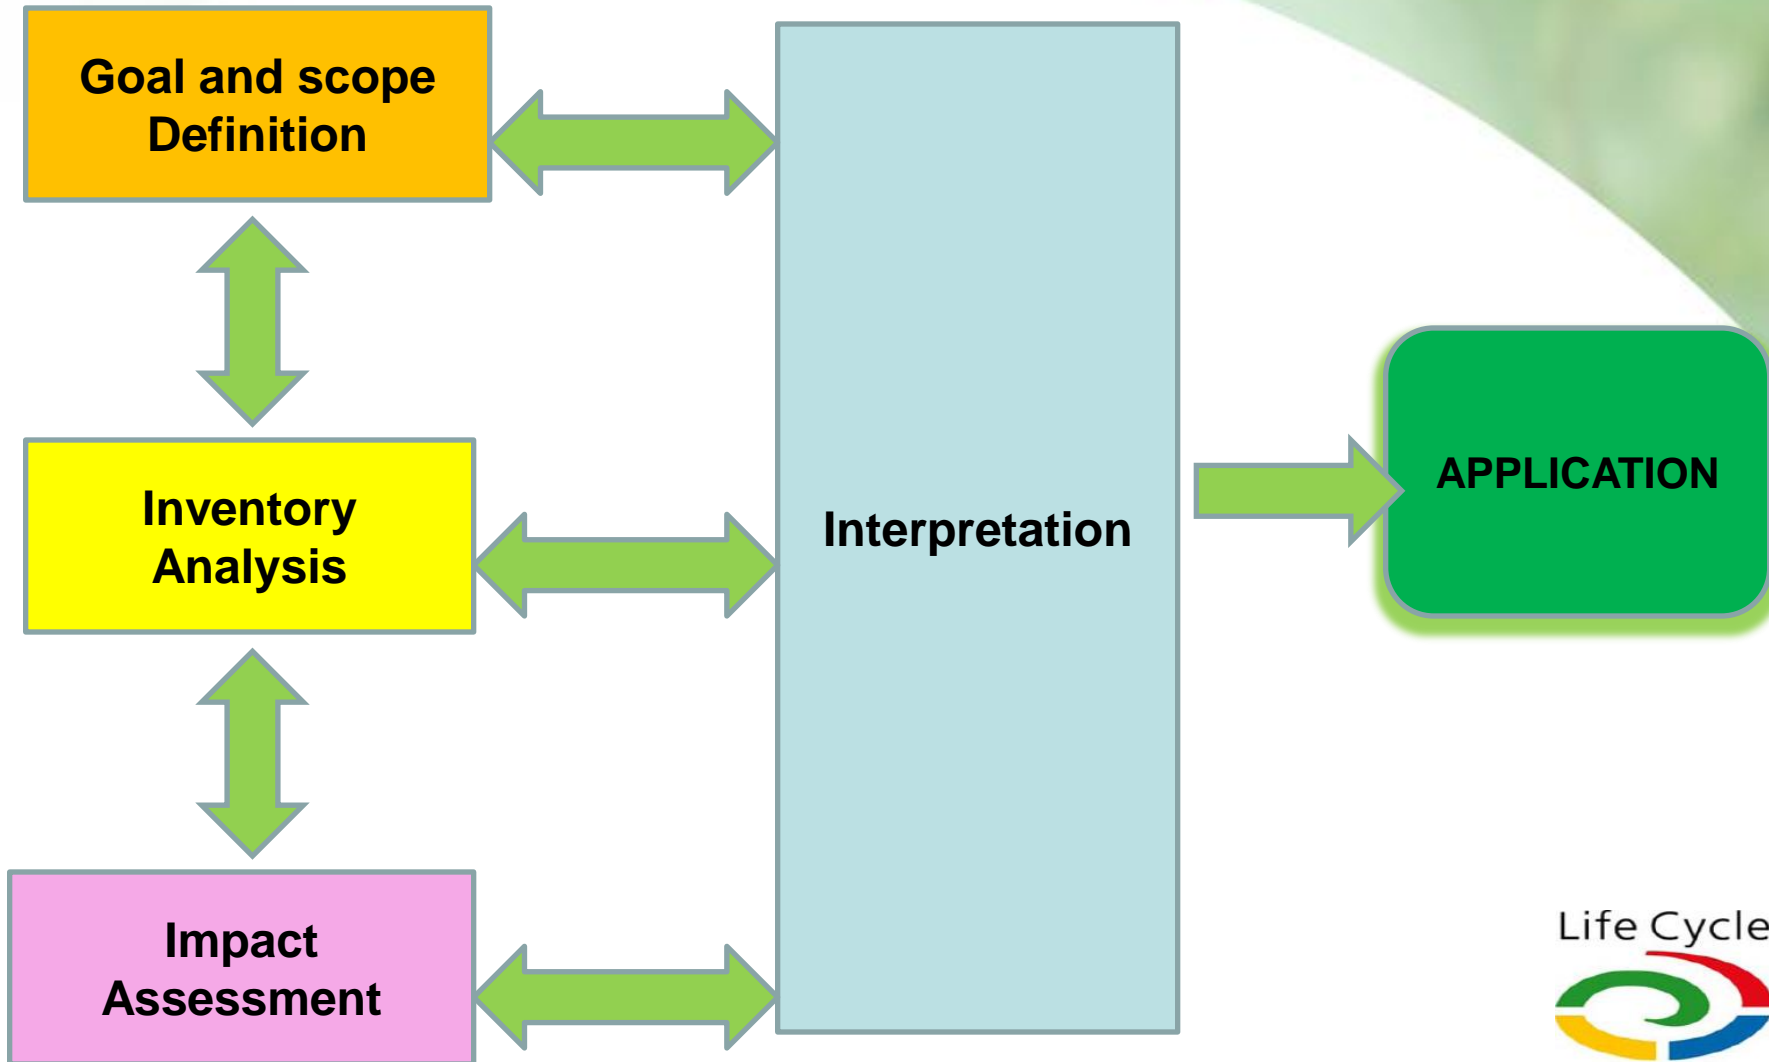 Goal and scope
Definition
Inventory
Analysis
Impact
Assessment
Interpretation
APPLICATION
Life Cycle